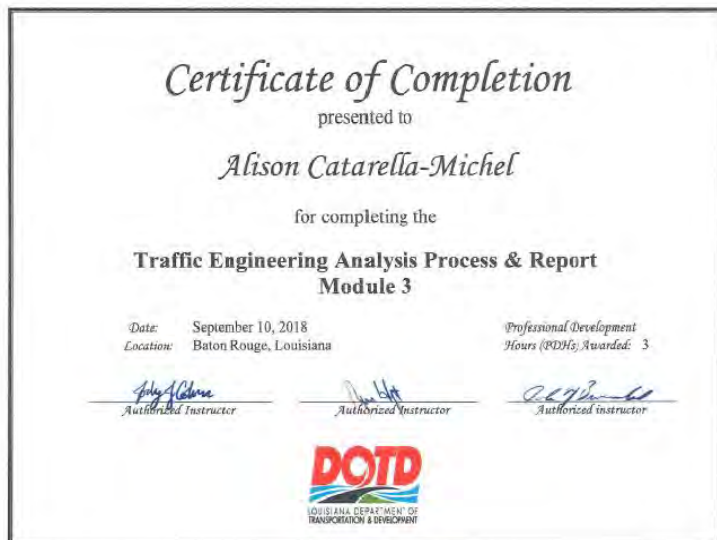 Certificate of Completion
presented to
Alison Catarella-Michel
for completing the
Traffic Engineering Analysis Process & Report
Module 3
Date: September 10, 2018
Location: Baton Rouge, Louisiana
Professional Development
Hours (PDHs) Awarded: 3
Authorized Instructor
Authorized Instructor
Authorized instructor
DOTD
LOUISIANA DEPARTMENT OF
TRANSPORTATION & DEVELOPMENT